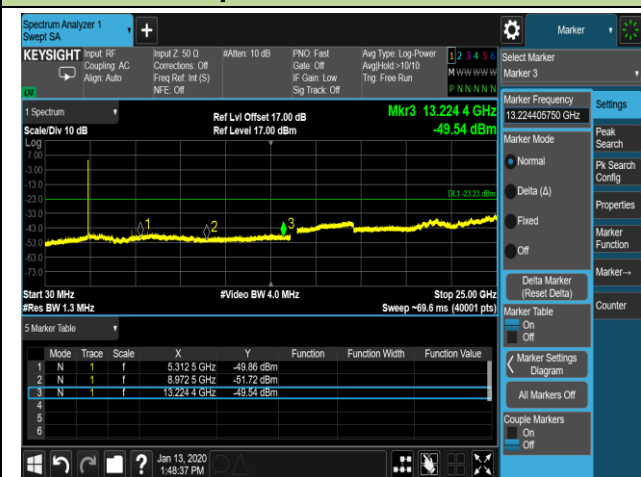 Spectrum Analyzer 1
Swept SA
+
Marker
KEYSIGHT
Input: RF
Coupling: AC
Align: Auto
Input Z: 50 Ω
Corrections: Off
Freq Ref: Int (S)
NFE: Off
#Atten: 10 dB
PNO: Fast
Gate: Off
IF Gain: Low
Sig Track: Off
Avg Type: Log-Power
Avg|Hold:>10/10
Trig: Free Run
1 2 3 4 5 6
M W W W W W
P N N N N N
Select Marker
Marker 3
LXI
1 Spectrum
Scale/Div 10 dB
Log
Ref Lvl Offset 17.00 dB
Ref Level 17.00 dBm
Mkr3 13.224 4 GHz
-49.54 dBm
7.00
-3.00
-13.0
-23.0
-33.0
-43.0
-53.0
-63.0
-73.0
DL1 -23.23 dBm
1
2
3
Start 30 MHz
#Res BW 1.3 MHz
#Video BW 4.0 MHz
Stop 25.00 GHz
Sweep ~69.6 ms (40001 pts)
5 Marker Table
Mode Trace Scale X Y Function Function Width Function Value
1 N 1 f 5.312 5 GHz -49.86 dBm
2 N 1 f 8.972 5 GHz -51.72 dBm
3 N 1 f 13.224 4 GHz -49.54 dBm
4
5
6
Jan 13, 2020
1:48:37 PM
?
Marker Frequency
13.224405750 GHz
Marker Mode
Normal
Delta (Δ)
Fixed
Off
Delta Marker
(Reset Delta)
Marker Table
On
Off
Marker Settings
Diagram
All Markers Off
Couple Markers
On
Off
Settings
Peak
Search
Pk Search
Config
Properties
Marker
Function
Marker→
Counter